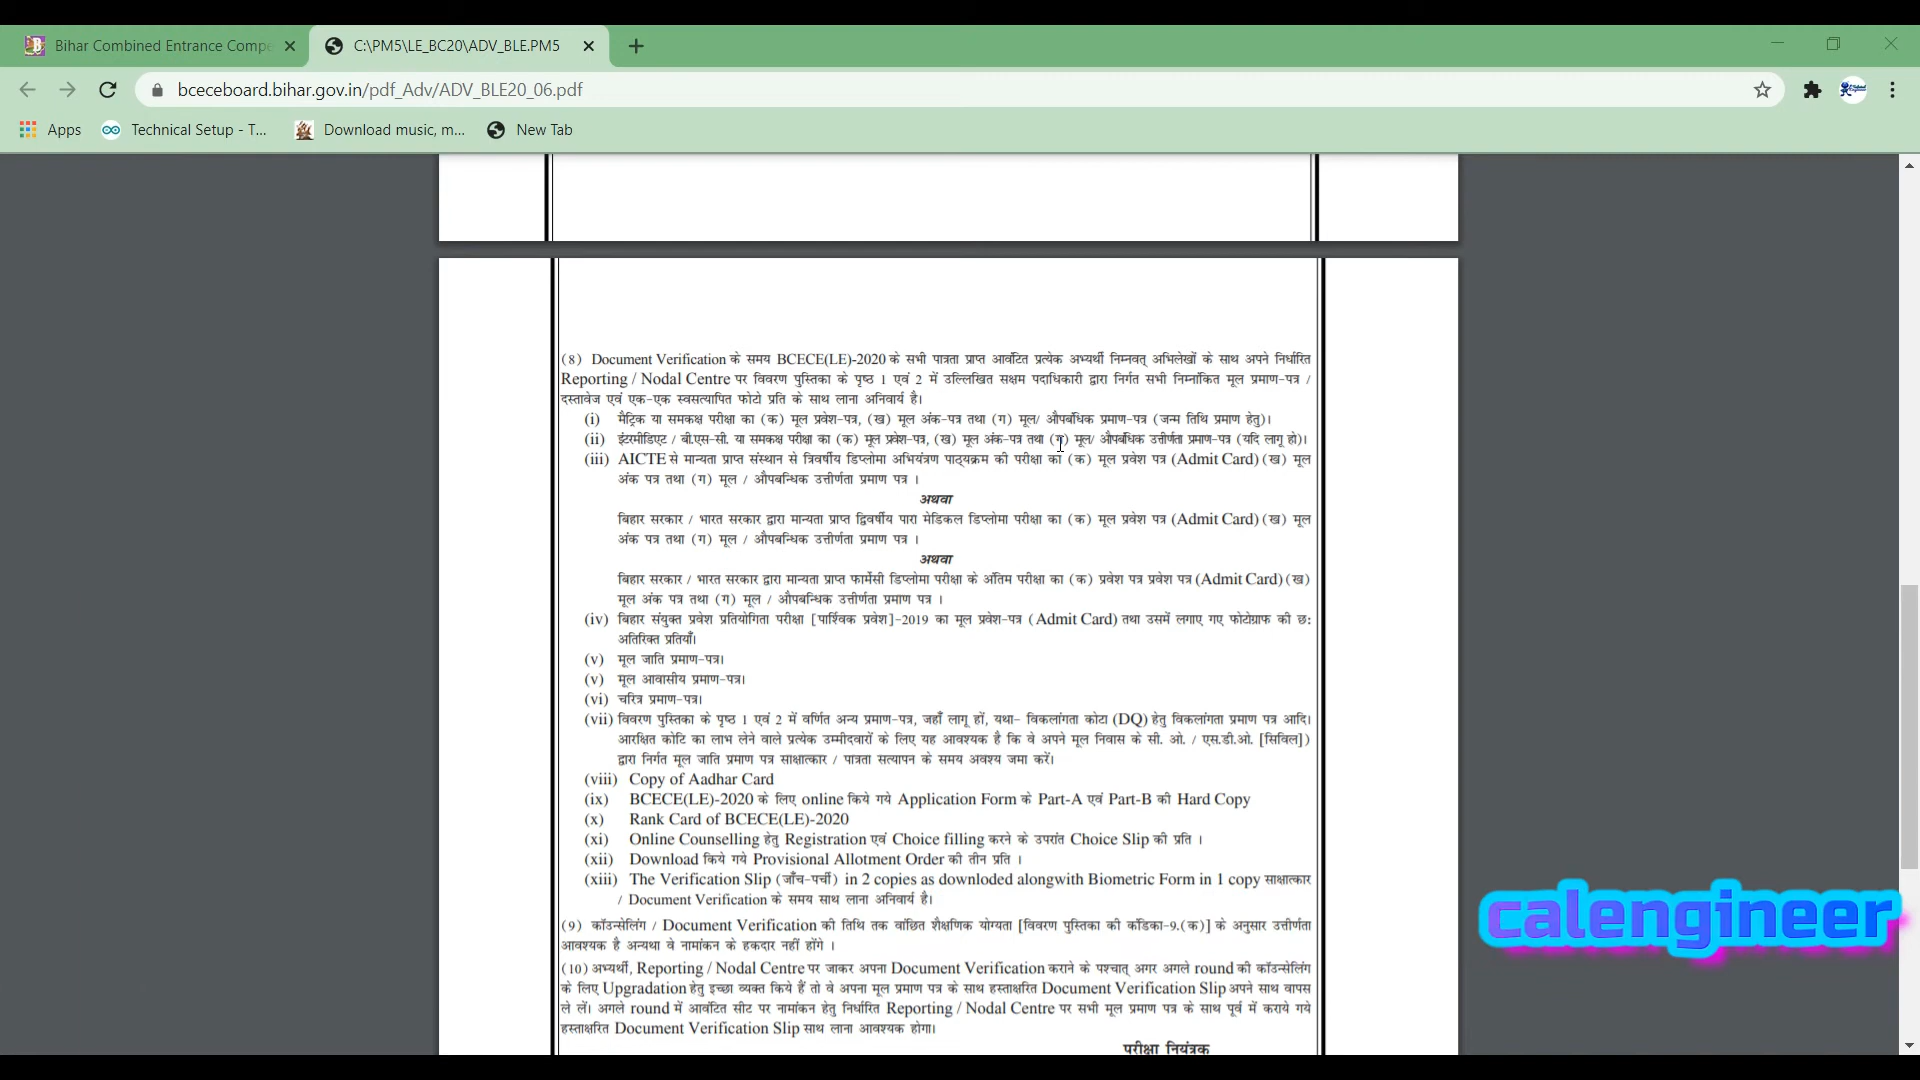 Bihar Combined Entrance Compe
C:\PM5\LE_BC20\ADV_BLE.PM5
bceceboard.bihar.gov.in/pdf_Adv/ADV_BLE20_06.pdf
Apps
Technical Setup - T...
Download music, m...
New Tab
(8) Document Verification के समय BCECE(LE)-2020 के सभी पात्रता प्राप्त आवंटित प्रत्येक अभ्यर्थी निम्नवत् अभिलेखों के साथ अपने निर्धारित
Reporting / Nodal Centre पर विवरण पुस्तिका के पृष्ठ 1 एवं 2 में उल्लिखित सक्षम पदाधिकारी द्वारा निर्गत सभी निम्नांकित मूल प्रमाण-पत्र /
दस्तावेज एवं एक-एक स्वसत्यापित फोटो प्रति के साथ लाना अनिवार्य है।
(i) मैट्रिक या समकक्ष परीक्षा का (क) मूल प्रवेश-पत्र, (ख) मूल अंक-पत्र तथा (ग) मूल/ औपबंधिक प्रमाण-पत्र (जन्म तिथि प्रमाण हेतु)।
(ii) इंटरमीडिएट / बी.एस-सी. या समकक्ष परीक्षा का (क) मूल प्रवेश-पत्र, (ख) मूल अंक-पत्र तथा (ग) मूल/ औपबंधिक उत्तीर्णता प्रमाण-पत्र (यदि लागू हो)।
(iii) AICTE से मान्यता प्राप्त संस्थान से त्रिवर्षीय डिप्लोमा अभियंत्रण पाठ्यक्रम की परीक्षा का (क) मूल प्रवेश पत्र (Admit Card) (ख) मूल
अंक पत्र तथा (ग) मूल / औपबन्धिक उत्तीर्णता प्रमाण पत्र ।
अथवा
बिहार सरकार / भारत सरकार द्वारा मान्यता प्राप्त द्विवर्षीय पारा मेडिकल डिप्लोमा परीक्षा का (क) मूल प्रवेश पत्र (Admit Card) (ख) मूल
अंक पत्र तथा (ग) मूल / औपबन्धिक उत्तीर्णता प्रमाण पत्र ।
अथवा
बिहार सरकार / भारत सरकार द्वारा मान्यता प्राप्त फार्मेसी डिप्लोमा परीक्षा के अंतिम परीक्षा का (क) प्रवेश पत्र प्रवेश पत्र (Admit Card) (ख)
मूल अंक पत्र तथा (ग) मूल / औपबन्धिक उत्तीर्णता प्रमाण पत्र ।
(iv) बिहार संयुक्त प्रवेश प्रतियोगिता परीक्षा [पार्श्विक प्रवेश]-2019 का मूल प्रवेश-पत्र (Admit Card) तथा उसमें लगाए गए फोटोग्राफ की छः
अतिरिक्त प्रतियाँ।
(v) मूल जाति प्रमाण-पत्र।
(v) मूल आवासीय प्रमाण-पत्र।
(vi) चरित्र प्रमाण-पत्र।
(vii) विवरण पुस्तिका के पृष्ठ 1 एवं 2 में वर्णित अन्य प्रमाण-पत्र, जहाँ लागू हों, यथा- विकलांगता कोटा (DQ) हेतु विकलांगता प्रमाण पत्र आदि।
आरक्षित कोटि का लाभ लेने वाले प्रत्येक उम्मीदवारों के लिए यह आवश्यक है कि वे अपने मूल निवास के सी. ओ. / एस.डी.ओ. [सिविल])
द्वारा निर्गत मूल जाति प्रमाण पत्र साक्षात्कार / पात्रता सत्यापन के समय अवश्य जमा करें।
(viii) Copy of Aadhar Card
(ix) BCECE(LE)-2020 के लिए online किये गये Application Form के Part-A एवं Part-B की Hard Copy
(x) Rank Card of BCECE(LE)-2020
(xi) Online Counselling हेतु Registration एवं Choice filling करने के उपरांत Choice Slip की प्रति ।
(xii) Download किये गये Provisional Allotment Order की तीन प्रति ।
(xiii) The Verification Slip (जाँच-पर्ची) in 2 copies as downloded alongwith Biometric Form in 1 copy साक्षात्कार
/ Document Verification के समय साथ लाना अनिवार्य है।
(9) कॉउन्सेलिंग / Document Verification की तिथि तक वांछित शैक्षणिक योग्यता [विवरण पुस्तिका की कंडिका-9.(क)] के अनुसार उत्तीर्णता
आवश्यक है अन्यथा वे नामांकन के हकदार नहीं होंगे ।
(10) अभ्यर्थी, Reporting / Nodal Centre पर जाकर अपना Document Verification कराने के पश्चात् अगर अगले round की कॉउन्सेलिंग
के लिए Upgradation हेतु इच्छा व्यक्त किये हैं तो वे अपना मूल प्रमाण पत्र के साथ हस्ताक्षरित Document Verification Slip अपने साथ वापस
ले लें। अगले round में आवंटित सीट पर नामांकन हेतु निर्धारित Reporting / Nodal Centre पर सभी मूल प्रमाण पत्र के साथ पूर्व में कराये गये
हस्ताक्षरित Document Verification Slip साथ लाना आवश्यक होगा।
परीक्षा नियंत्रक
calengineer